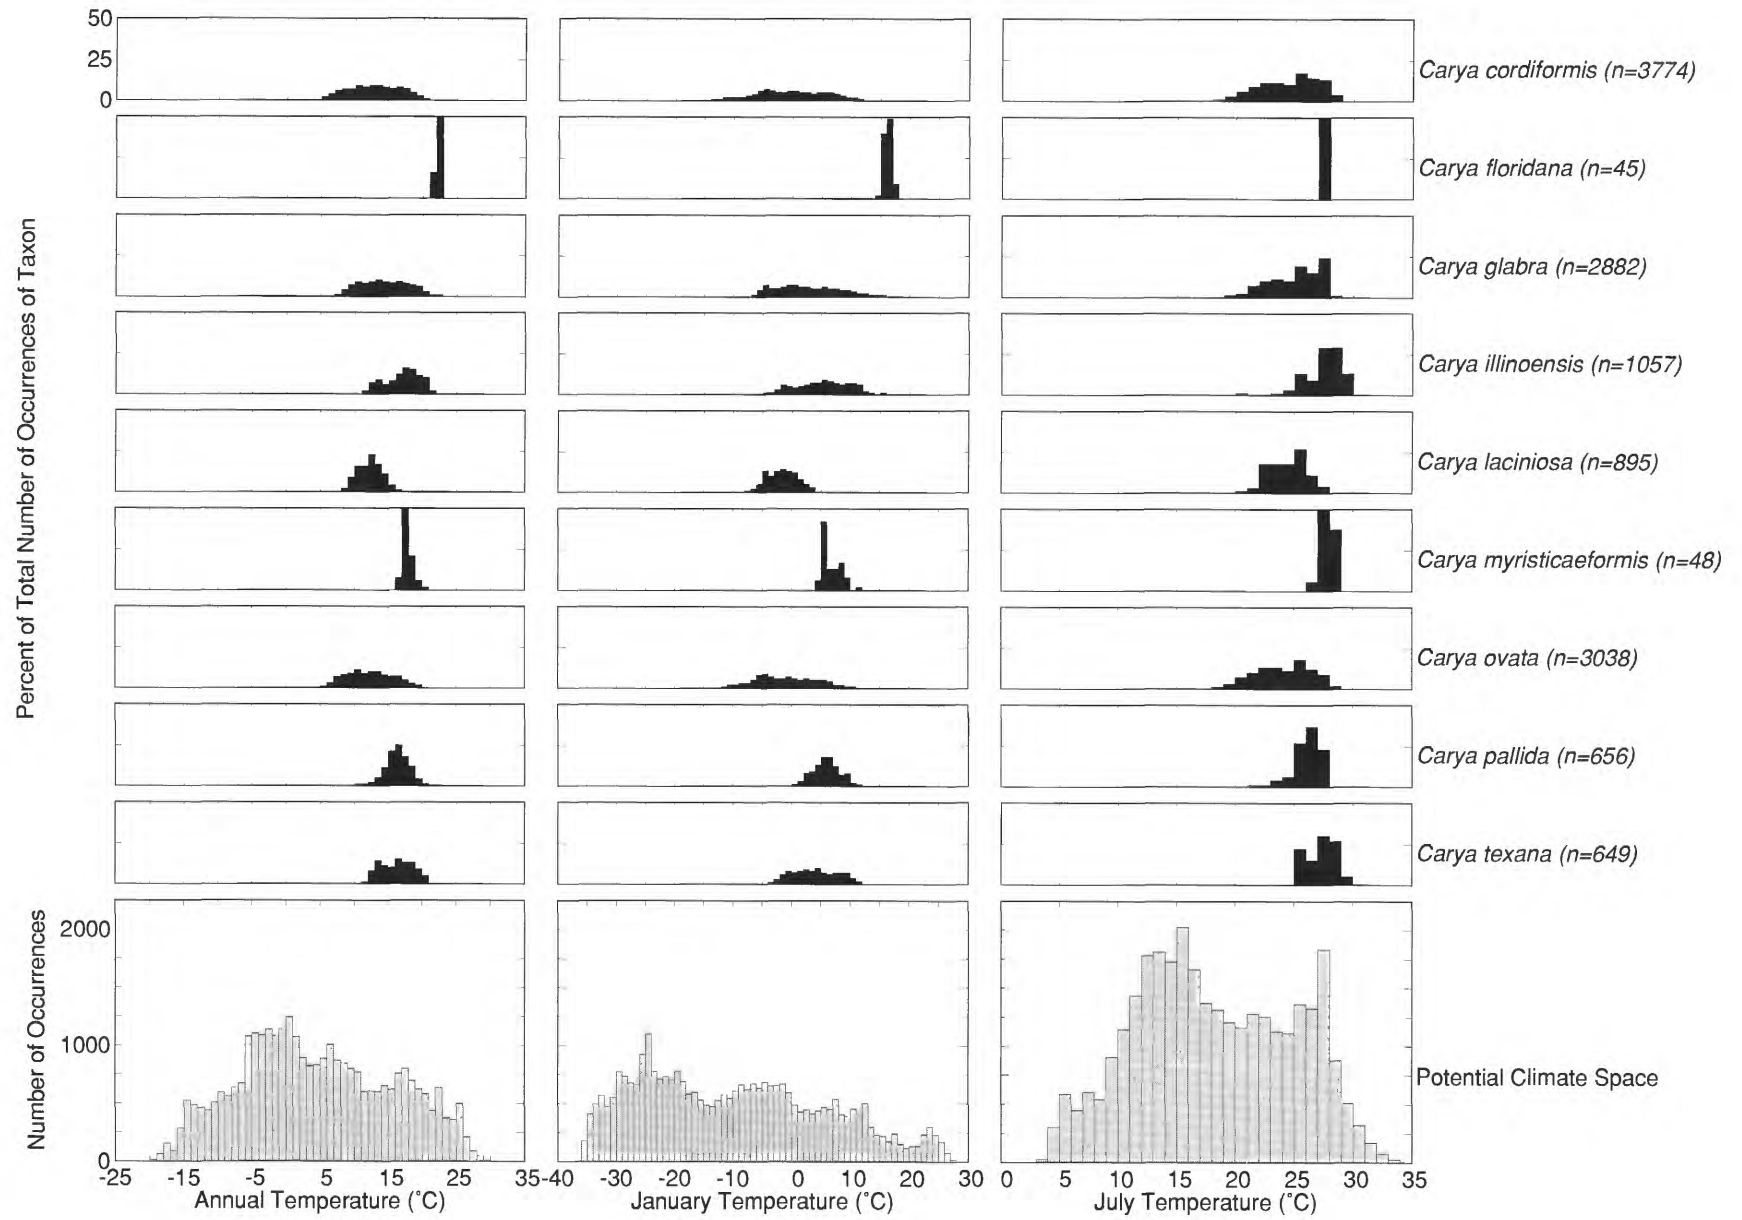 50
25
0
Carya cordiformis (n=3774)
Carya floridana (n=45)
Carya glabra (n=2882)
Carya illinoensis (n=1057)
Carya laciniosa (n=895)
Carya myristicaeformis (n=48)
Carya ovata (n=3038)
Carya pallida (n=656)
Carya texana (n=649)
Percent of Total Number of Occurrences of Taxon
Number of Occurrences
2000
1000
0
Potential Climate Space
-25 -15 -5 5 15 25 35
-40 -30 -20 -10 0 10 20 30
0 5 10 15 20 25 30 35
Annual Temperature (°C)
January Temperature (°C)
July Temperature (°C)